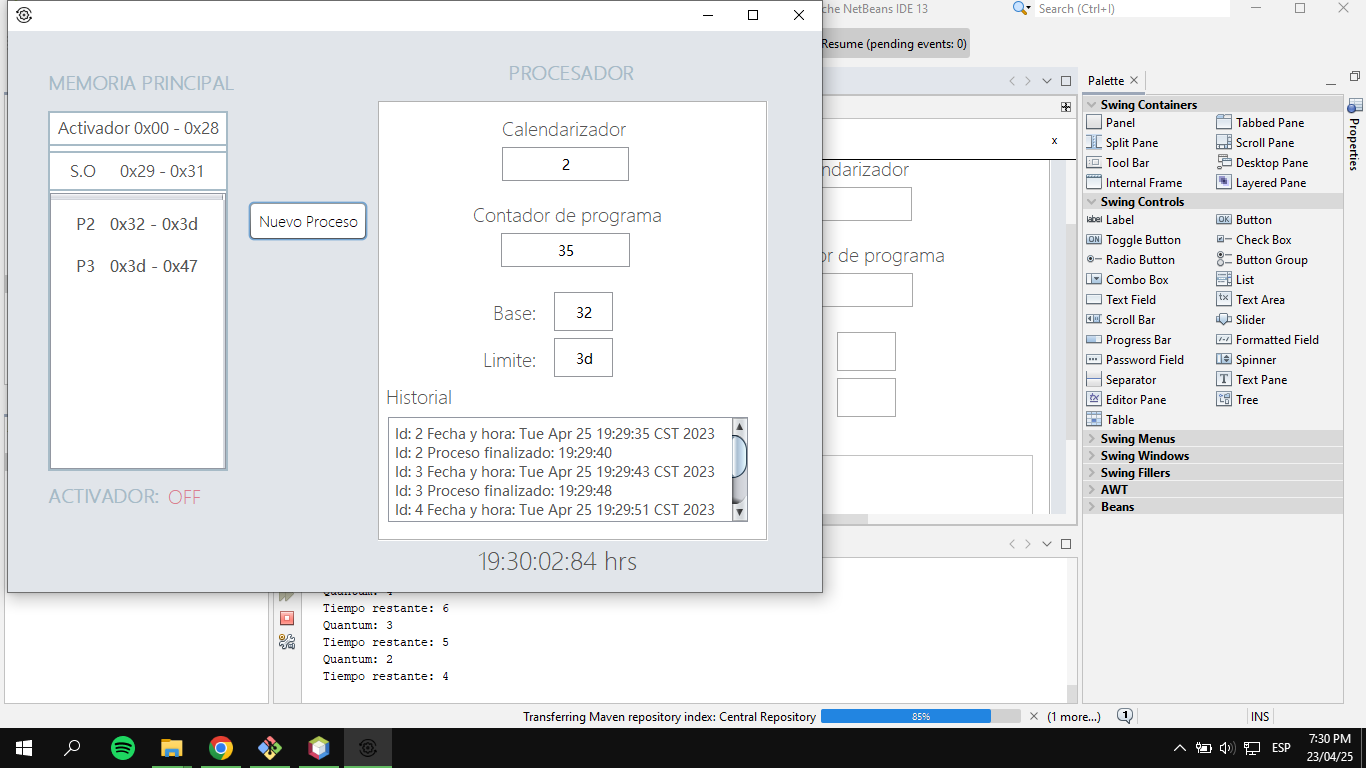 che NetBeans IDE 13
Search (Ctrl+I)
Resume (pending events: 0)
MEMORIA PRINCIPAL
Activador 0x00 - 0x28
S.O 0x29 - 0x31
P2 0x32 - 0x3d
P3 0x3d - 0x47
ACTIVADOR: OFF
Nuevo Proceso
PROCESADOR
Calendarizador
2
Contador de programa
35
Base: 32
Limite: 3d
Historial
Id: 2 Fecha y hora: Tue Apr 25 19:29:35 CST 2023
Id: 2 Proceso finalizado: 19:29:40
Id: 3 Fecha y hora: Tue Apr 25 19:29:43 CST 2023
Id: 3 Proceso finalizado: 19:29:48
Id: 4 Fecha y hora: Tue Apr 25 19:29:51 CST 2023
19:30:02:84 hrs
x
ndarizador
or de programa
Tiempo restante: 6
Quantum: 3
Tiempo restante: 5
Quantum: 2
Tiempo restante: 4
Palette
Swing Containers
Panel Tabbed Pane
Split Pane Scroll Pane
Tool Bar Desktop Pane
Internal Frame Layered Pane
Swing Controls
label Label OK Button
ON Toggle Button Check Box
Radio Button Button Group
Combo Box List
Text Field Text Area
Scroll Bar Slider
Progress Bar Formatted Field
Password Field Spinner
Separator Text Pane
Editor Pane Tree
Table
Swing Menus
Swing Windows
Swing Fillers
AWT
Beans
Properties
Transferring Maven repository index: Central Repository 85% (1 more...) 1 INS
ESP
7:30 PM
23/04/25